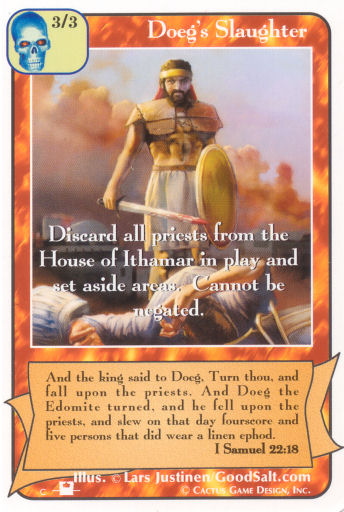 3/3
Doeg's Slaughter
Discard all priests from the
House of Ithamar in play and
set aside areas. Cannot be
negated.
And the king said to Doeg, Turn thou, and
fall upon the priests. And Doeg the
Edomite turned, and he fell upon the
priests, and slew on that day fourscore and
five persons that did wear a linen ephod.
I Samuel 22:18
Illus. © Lars Justinen/GoodSalt.com
C © Cactus Game Design, Inc.